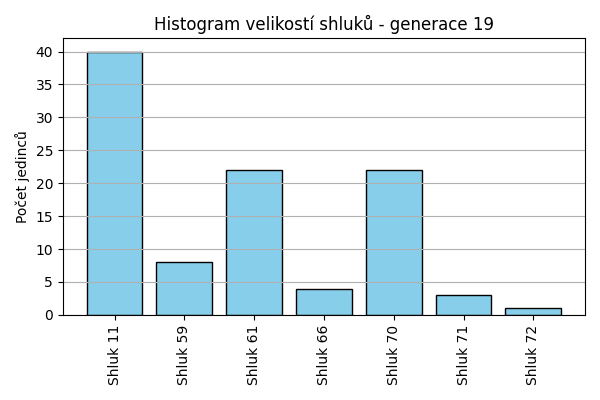 Histogram velikostí shluků - generace 19
Počet jedinců
40
35
30
25
20
15
10
5
0
Shluk 11
Shluk 59
Shluk 61
Shluk 66
Shluk 70
Shluk 71
Shluk 72